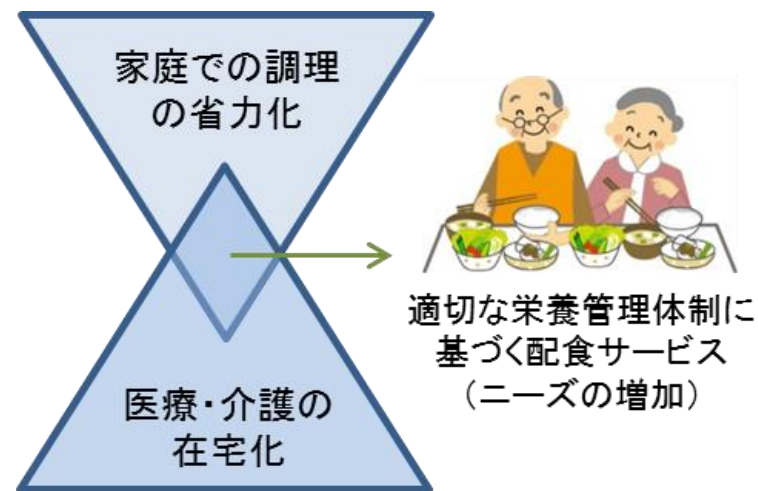 家庭での調理
の省力化
医療・介護の
在宅化
適切な栄養管理体制に
基づく配食サービス
（ニーズの増加）